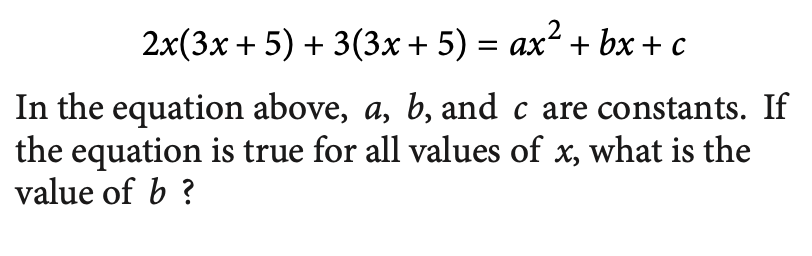 2x(3x + 5) + 3(3x + 5) = ax² + bx + c
In the equation above, a, b, and c are constants. If
the equation is true for all values of x, what is the
value of b ?